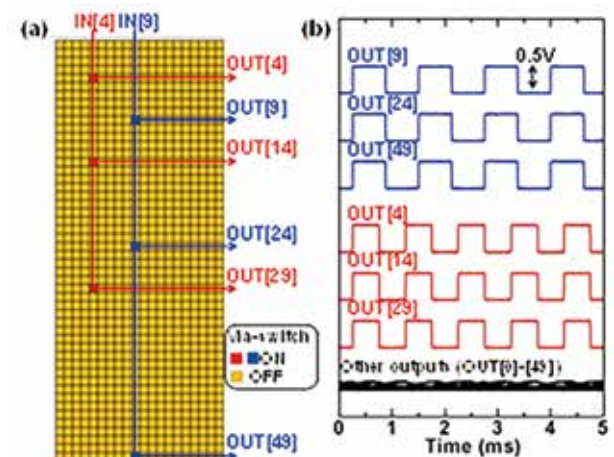 (a)
IN[4] IN[9]
OUT[4]
OUT[9]
OUT[14]
OUT[24]
OUT[29]
Via-switch
ON
OFF
OUT[49]
(b)
OUT[9]
0.5V
OUT[24]
OUT[49]
OUT[4]
OUT[14]
OUT[29]
Other outputs (OUT[0]-[49])
0 1 2 3 4 5
Time (ms)